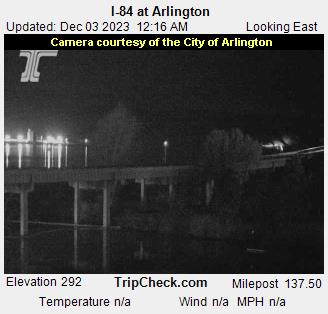 I-84 at Arlington
Updated: Dec 03 2023 12:16 AM Looking East
Camera courtesy of the City of Arlington
Elevation 292 TripCheck.com Milepost 137.50
Temperature n/a Wind n/a MPH n/a